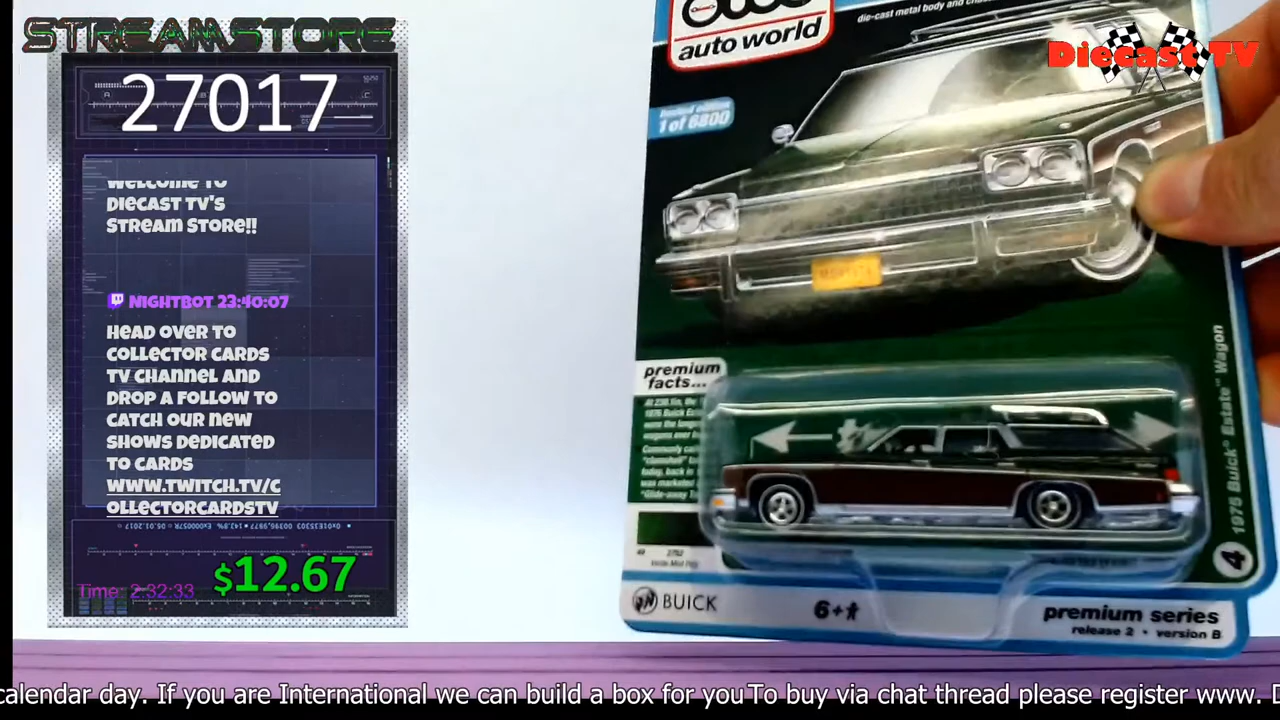 STREAMSTORE
27017
WELCOME TO
DIECAST TV'S
STREAM STORE!!
NIGHTBOT 23:40:07
HEAD OVER TO
COLLECTOR CARDS
TV CHANNEL AND
DROP A FOLLOW TO
CATCH OUR NEW
SHOWS DEDICATED
TO CARDS
WWW.TWITCH.TV/C
OLLECTORCARDSTV
Time: 2:32:33
$12.67
auto world
die-cast metal body and
Diecast TV
limited edition
1 of 6800
premium
facts...
1975 Buick® Estate™ Wagon
4
BUICK
6+
premium series
release 2 • version B
calendar day. If you are International we can build a box for youTo buy via chat thread please register www. D